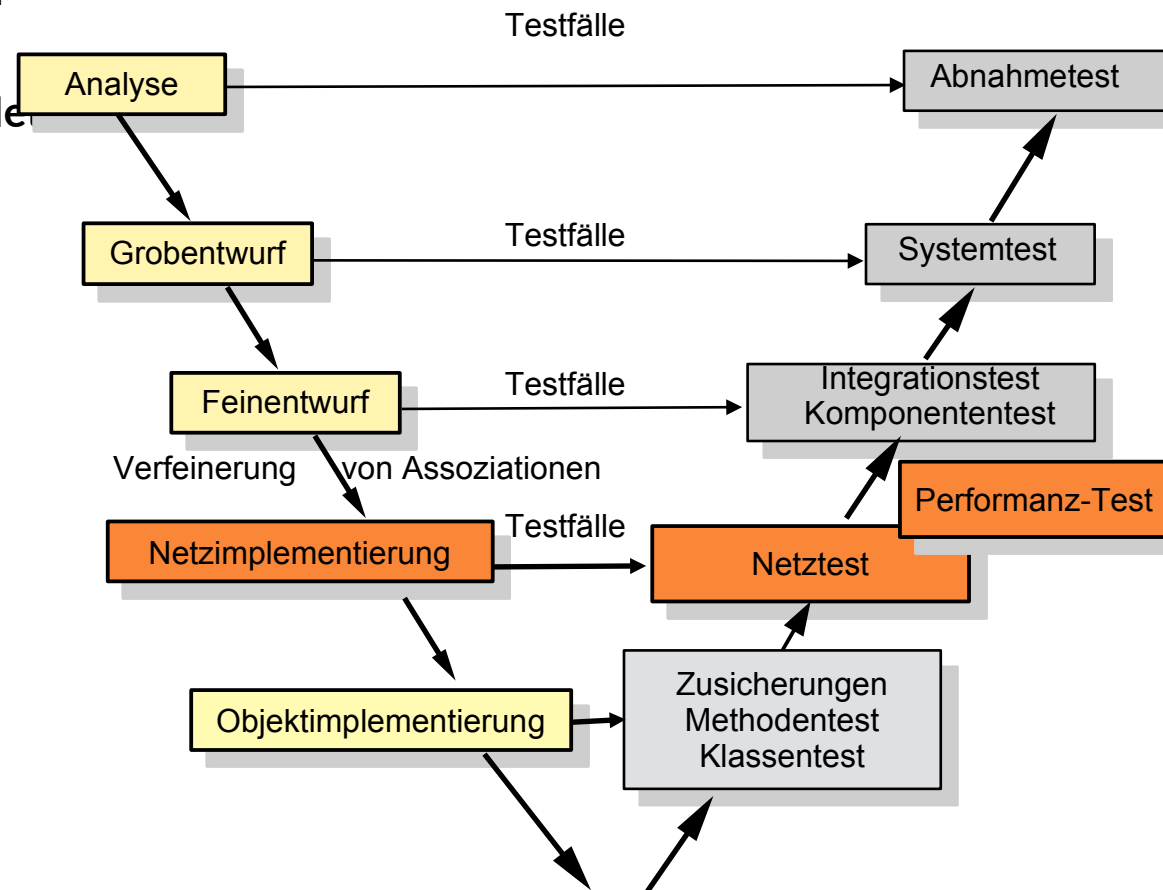 Testfälle
Analyse
Abnahmetest
Testfälle
Grobentwurf
Systemtest
Testfälle
Feinentwurf
Integrationstest
Komponententest
Verfeinerung von Assoziationen
Performanz-Test
Testfälle
Netzimplementierung
Netztest
Objektimplementierung
Zusicherungen
Methodentest
Klassentest